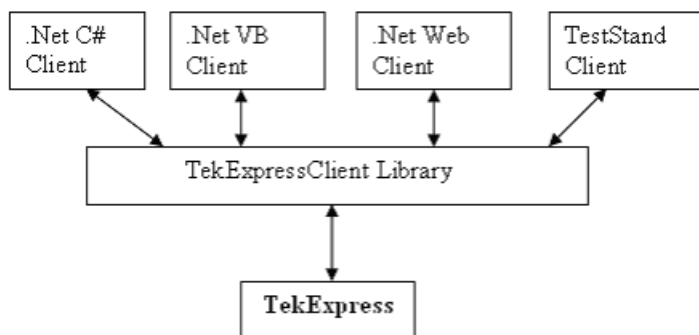 .Net C#
Client
.Net VB
Client
.Net Web
Client
TestStand
Client
TekExpressClient Library
TekExpress